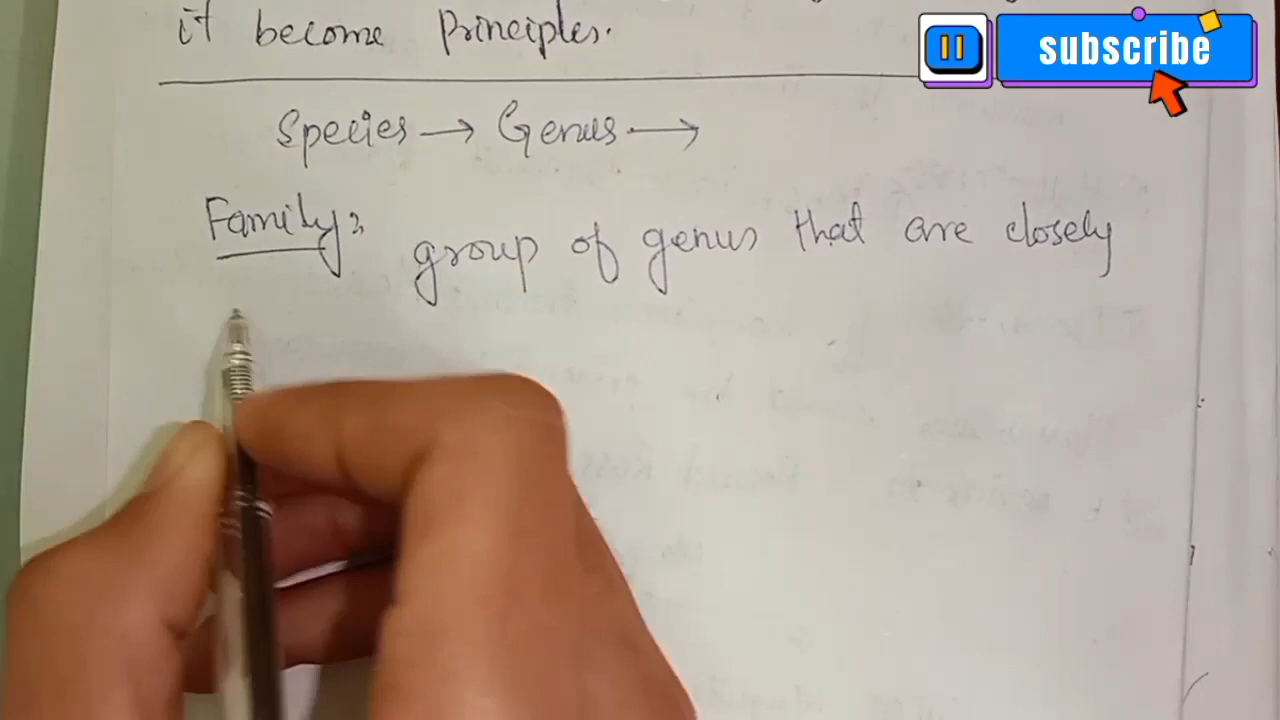 it become Principles.
subscribe
Species → Genus →
Family: group of genus that are closely